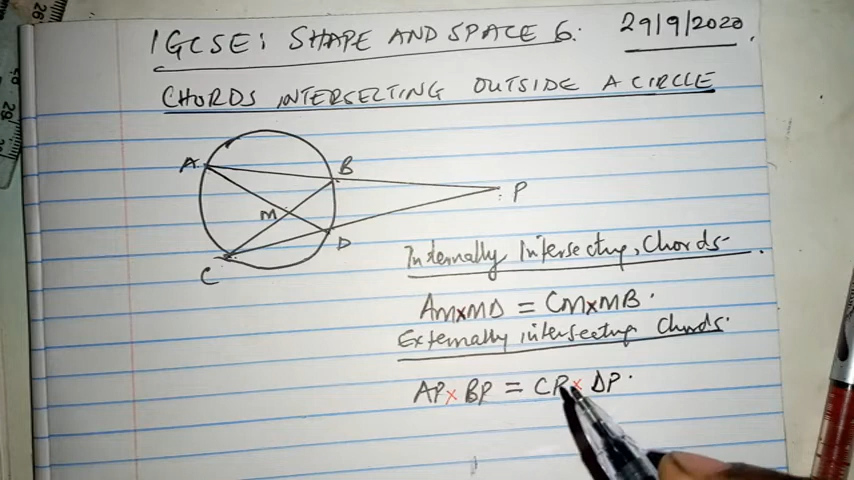 IGCSE: SHAPE AND SPACE 6. 29/9/2020.
CHORDS INTERSECTING OUTSIDE A CIRCLE
A B
P
M
D
C
Internally Intersecting Chords.
AM×MD = CM×MB.
Externally intersecting Chords.
AP×BP = CP×DP.